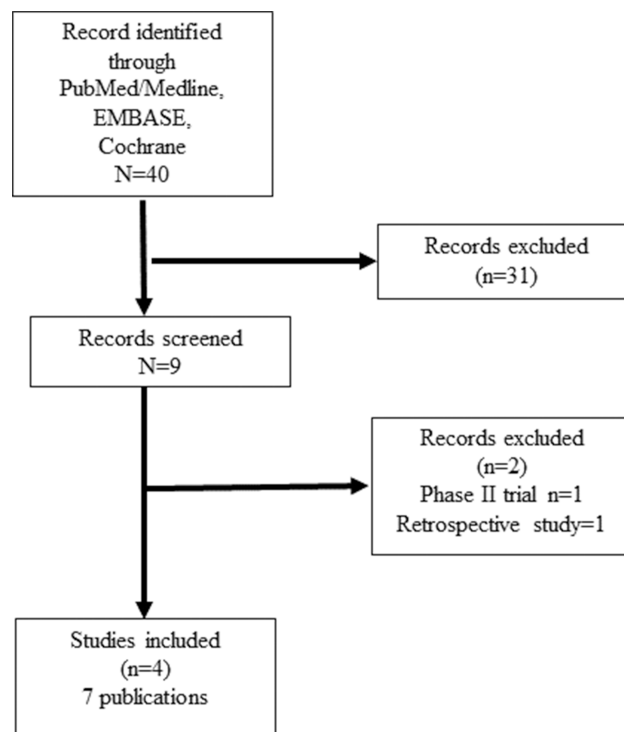 Record identified
through
PubMed/Medline,
EMBASE,
Cochrane
N=40
Records excluded
(n=31)
Records screened
N=9
Records excluded
(n=2)
Phase II trial n=1
Retrospective study=1
Studies included
(n=4)
7 publications